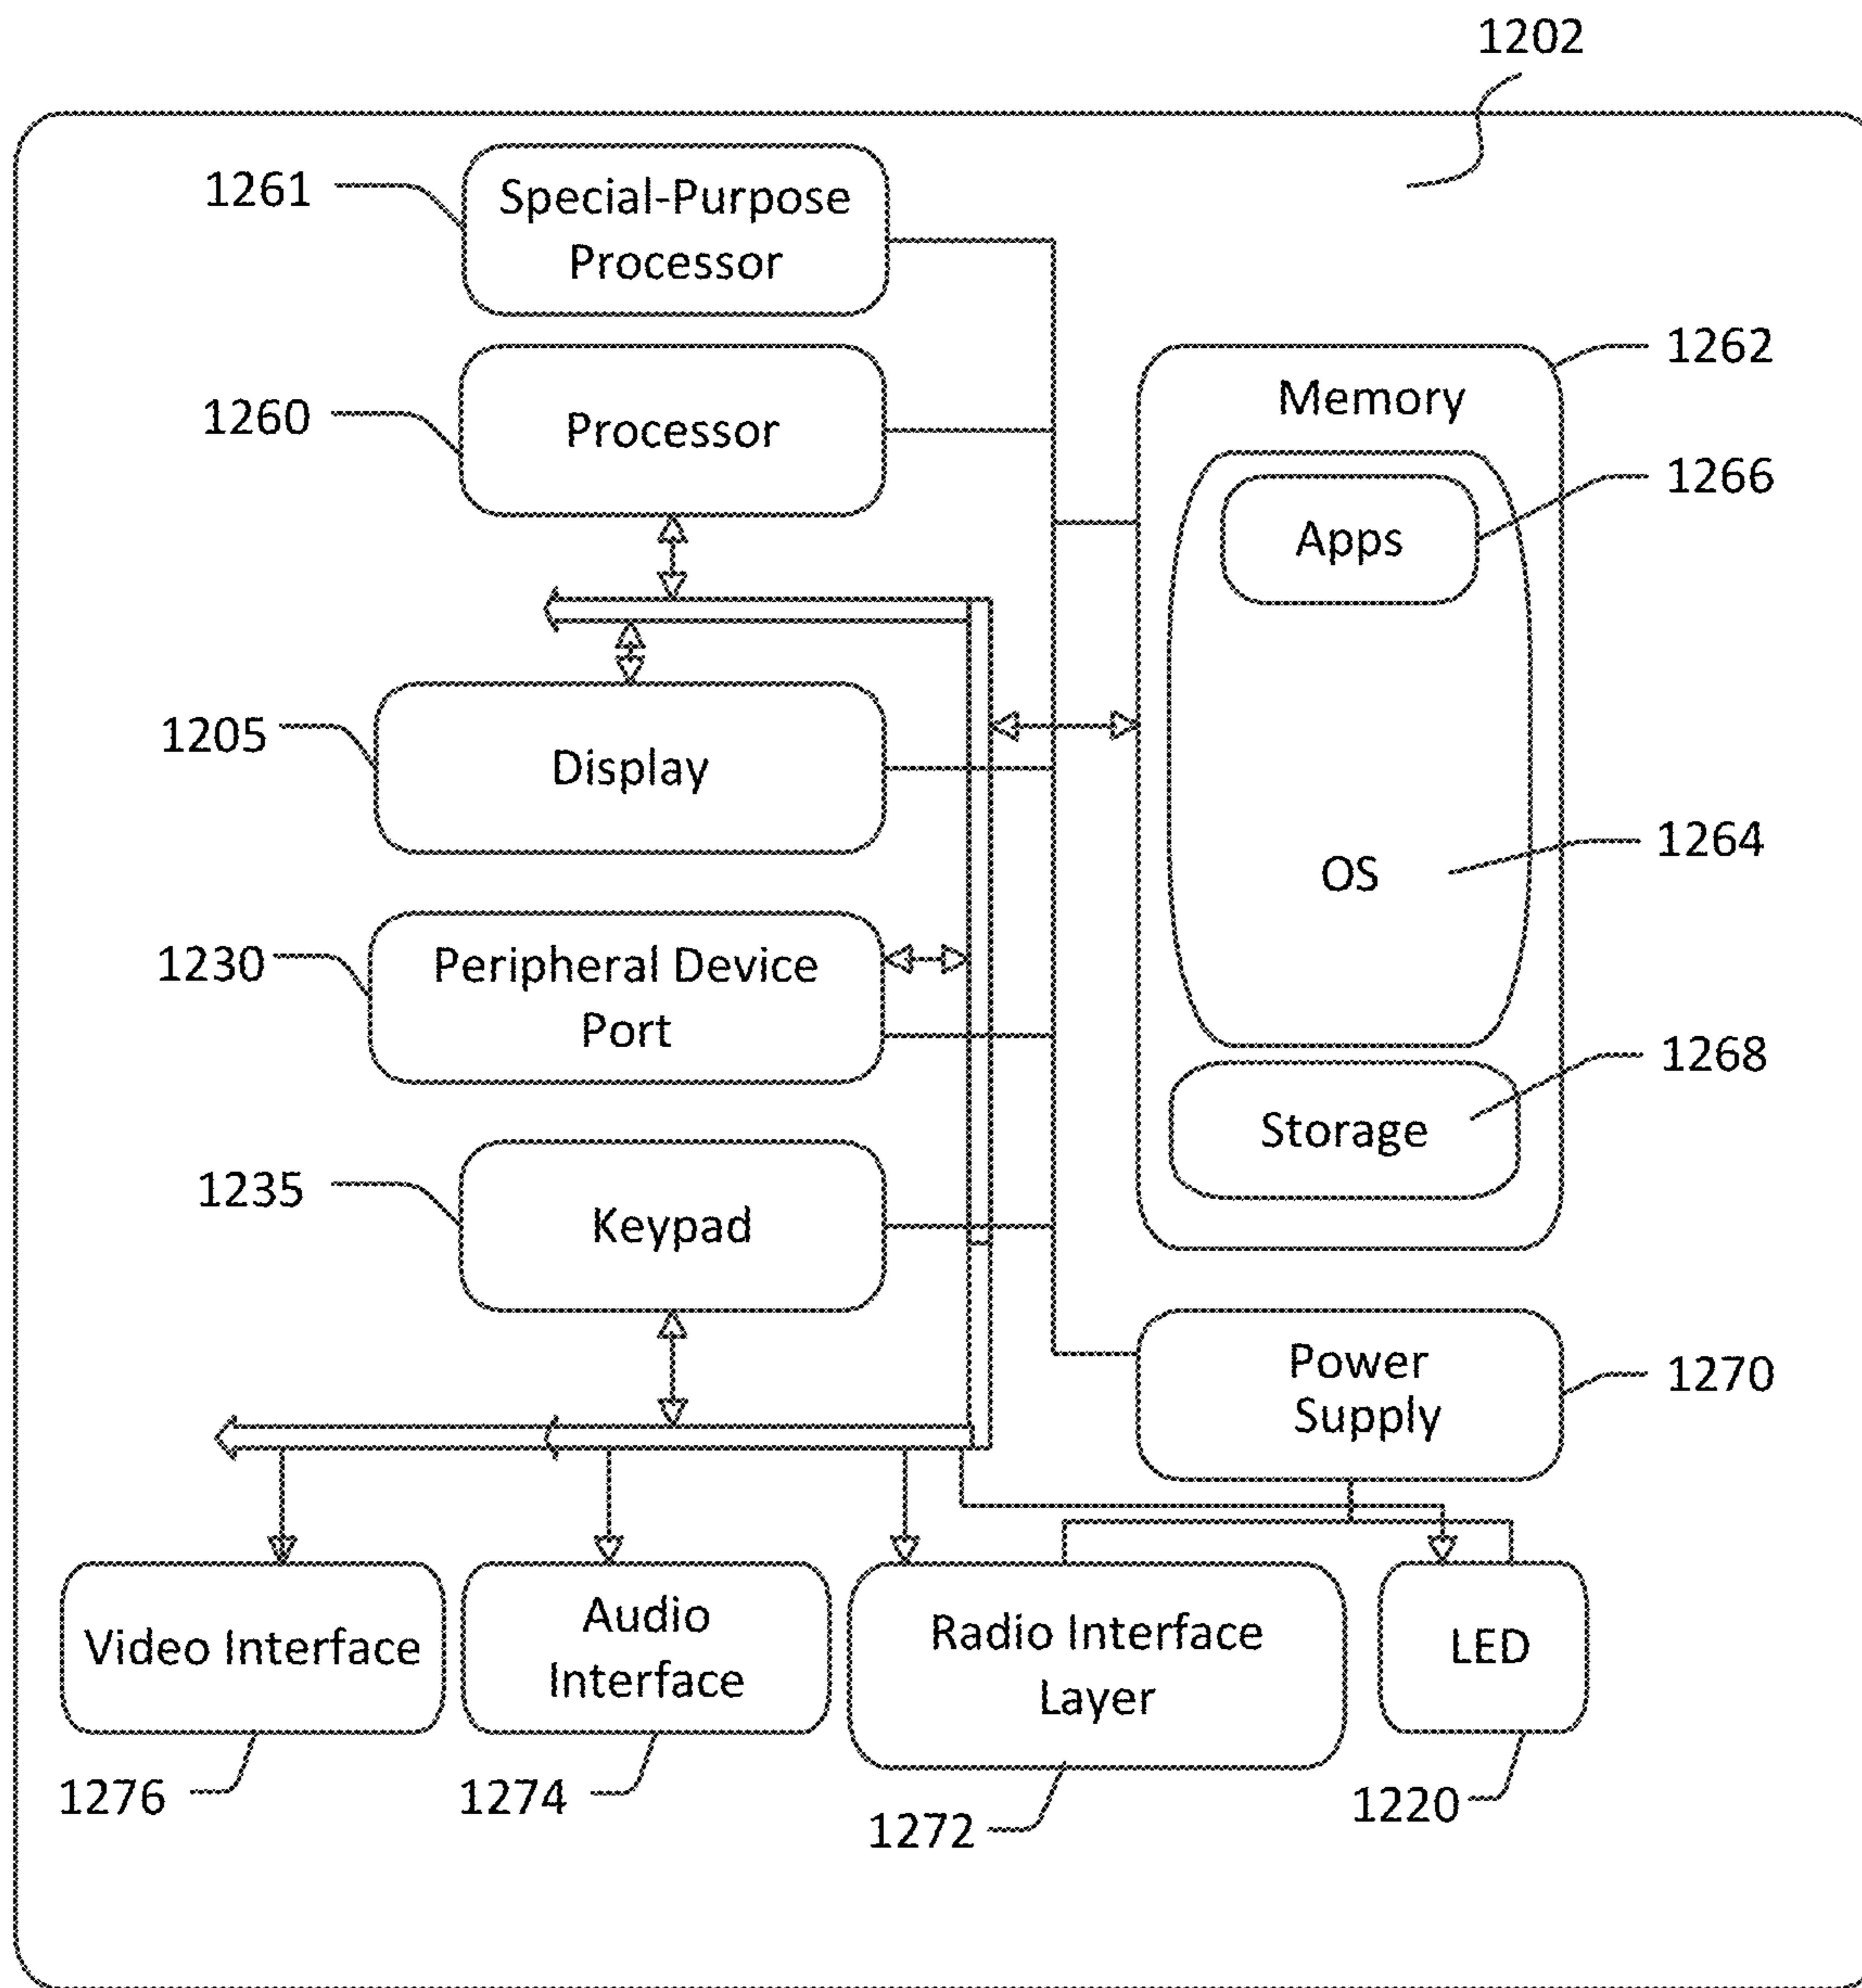 1202
1261
Special-Purpose
Processor
1262
Memory
1260
Processor
1266
Apps
1205
Display
1264
OS
1230
Peripheral Device
Port
1268
Storage
1235
Keypad
Power
Supply
1270
Video Interface
Audio
Interface
Radio Interface
Layer
LED
1276
1274
1272
1220